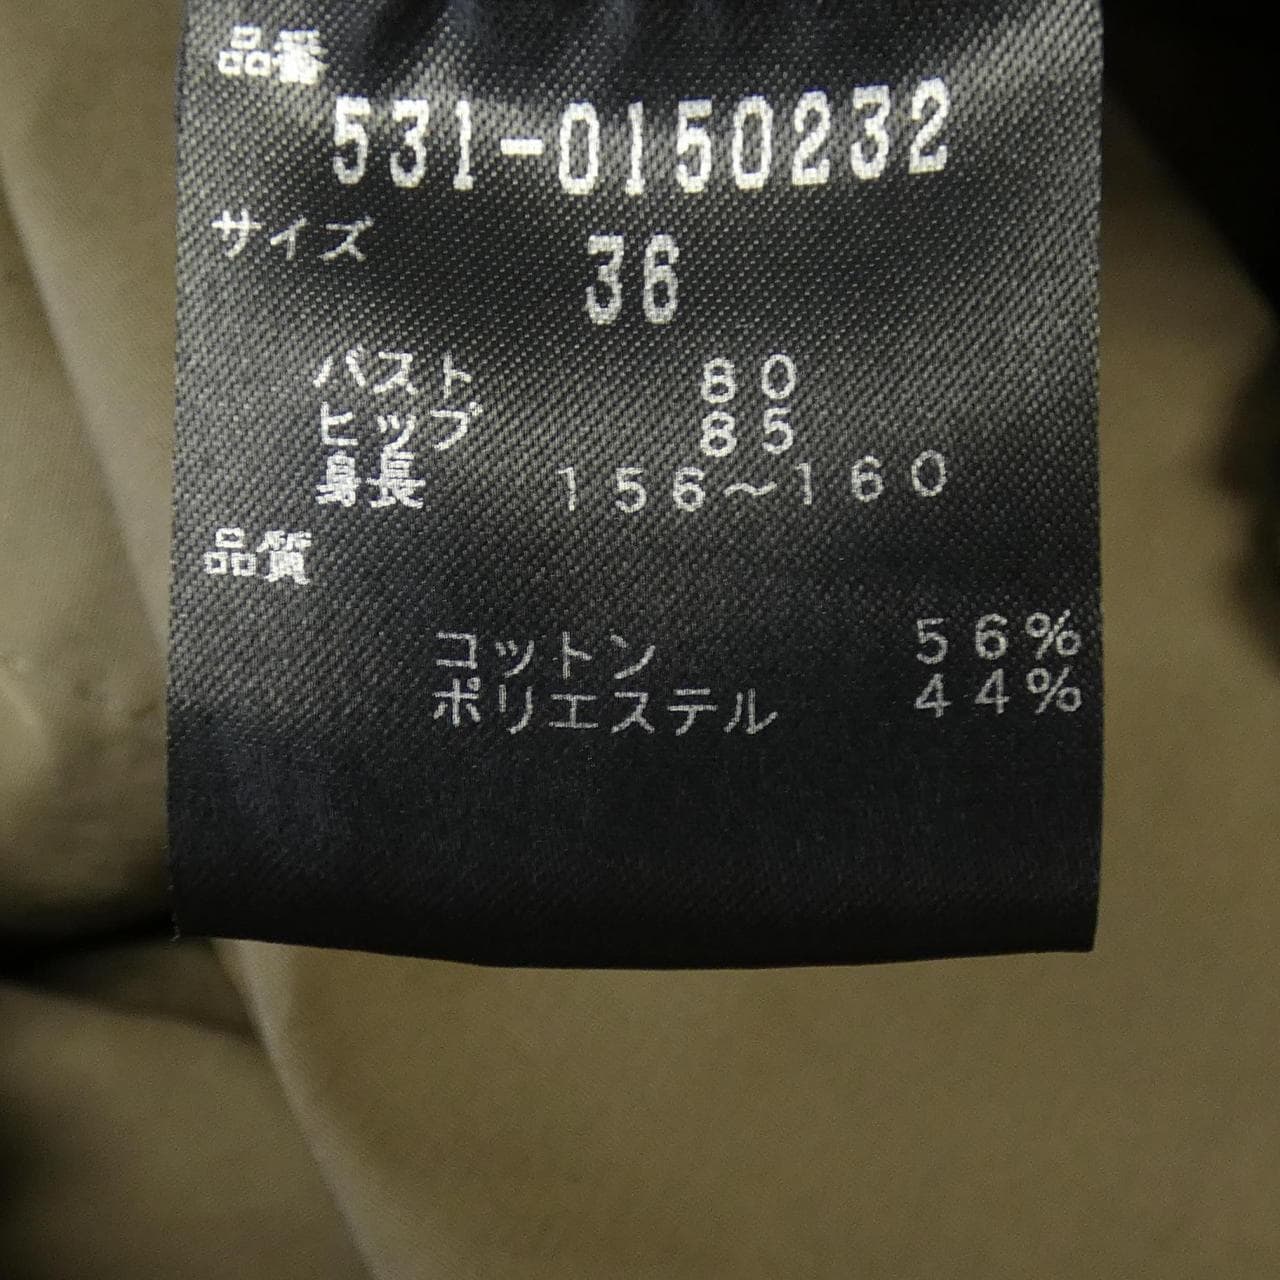 品番
531-0150232
サイズ 36
バスト 80
ヒップ 85
身長 156〜160
品質
コットン 56%
ポリエステル 44%